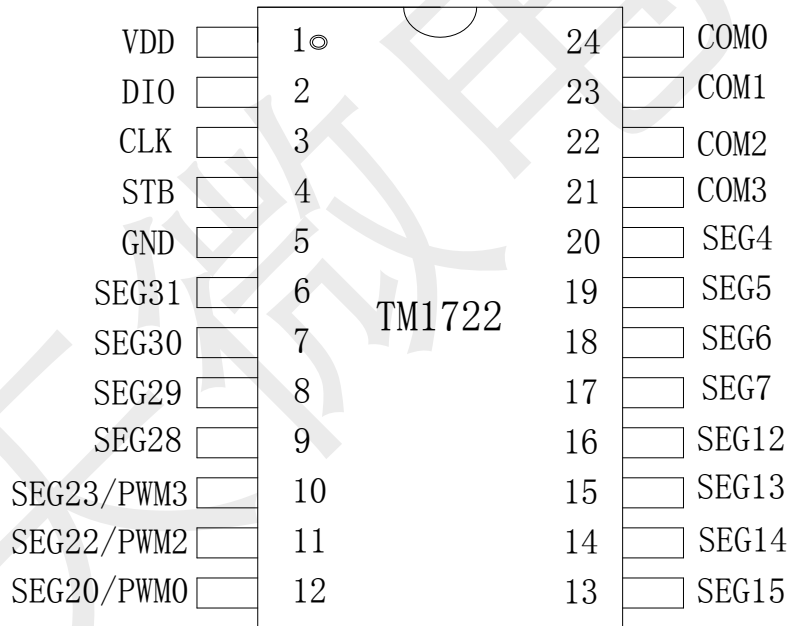 VDD 1 24 COM0
DIO 2 23 COM1
CLK 3 22 COM2
STB 4 21 COM3
GND 5 20 SEG4
SEG31 6 19 SEG5
TM1722
SEG30 7 18 SEG6
SEG29 8 17 SEG7
SEG28 9 16 SEG12
SEG23/PWM3 10 15 SEG13
SEG22/PWM2 11 14 SEG14
SEG20/PWM0 12 13 SEG15
微电